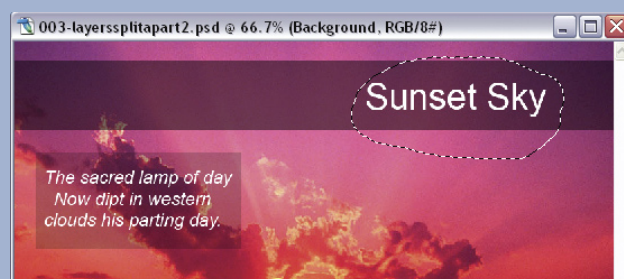 003-layerssplitapart2.psd @ 66.7% (Background, RGB/8#)
Sunset Sky
The sacred lamp of day
Now dipt in western
clouds his parting day.